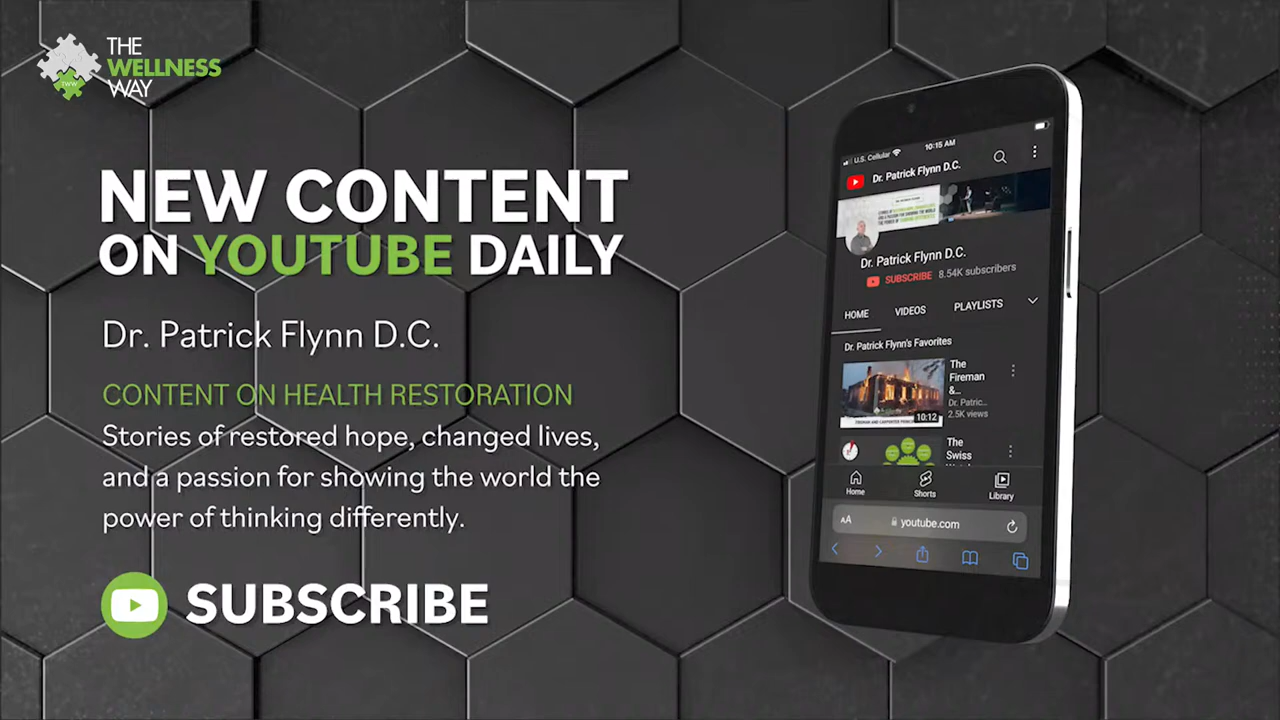 THE
WELLNESS
WAY
TWW
NEW CONTENT
ON YOUTUBE DAILY
Dr. Patrick Flynn D.C.
CONTENT ON HEALTH RESTORATION
Stories of restored hope, changed lives,
and a passion for showing the world the
power of thinking differently.
SUBSCRIBE
U.S. Cellular
10:15 AM
Dr. Patrick Flynn D.C.
Dr. Patrick Flynn D.C.
SUBSCRIBE 8.54K subscribers
HOME VIDEOS PLAYLISTS
Dr. Patrick Flynn's Favorites
The
Fireman
&...
Dr. Patric...
2.5K views
10:12
The
Swiss
Home Shorts Library
AA youtube.com